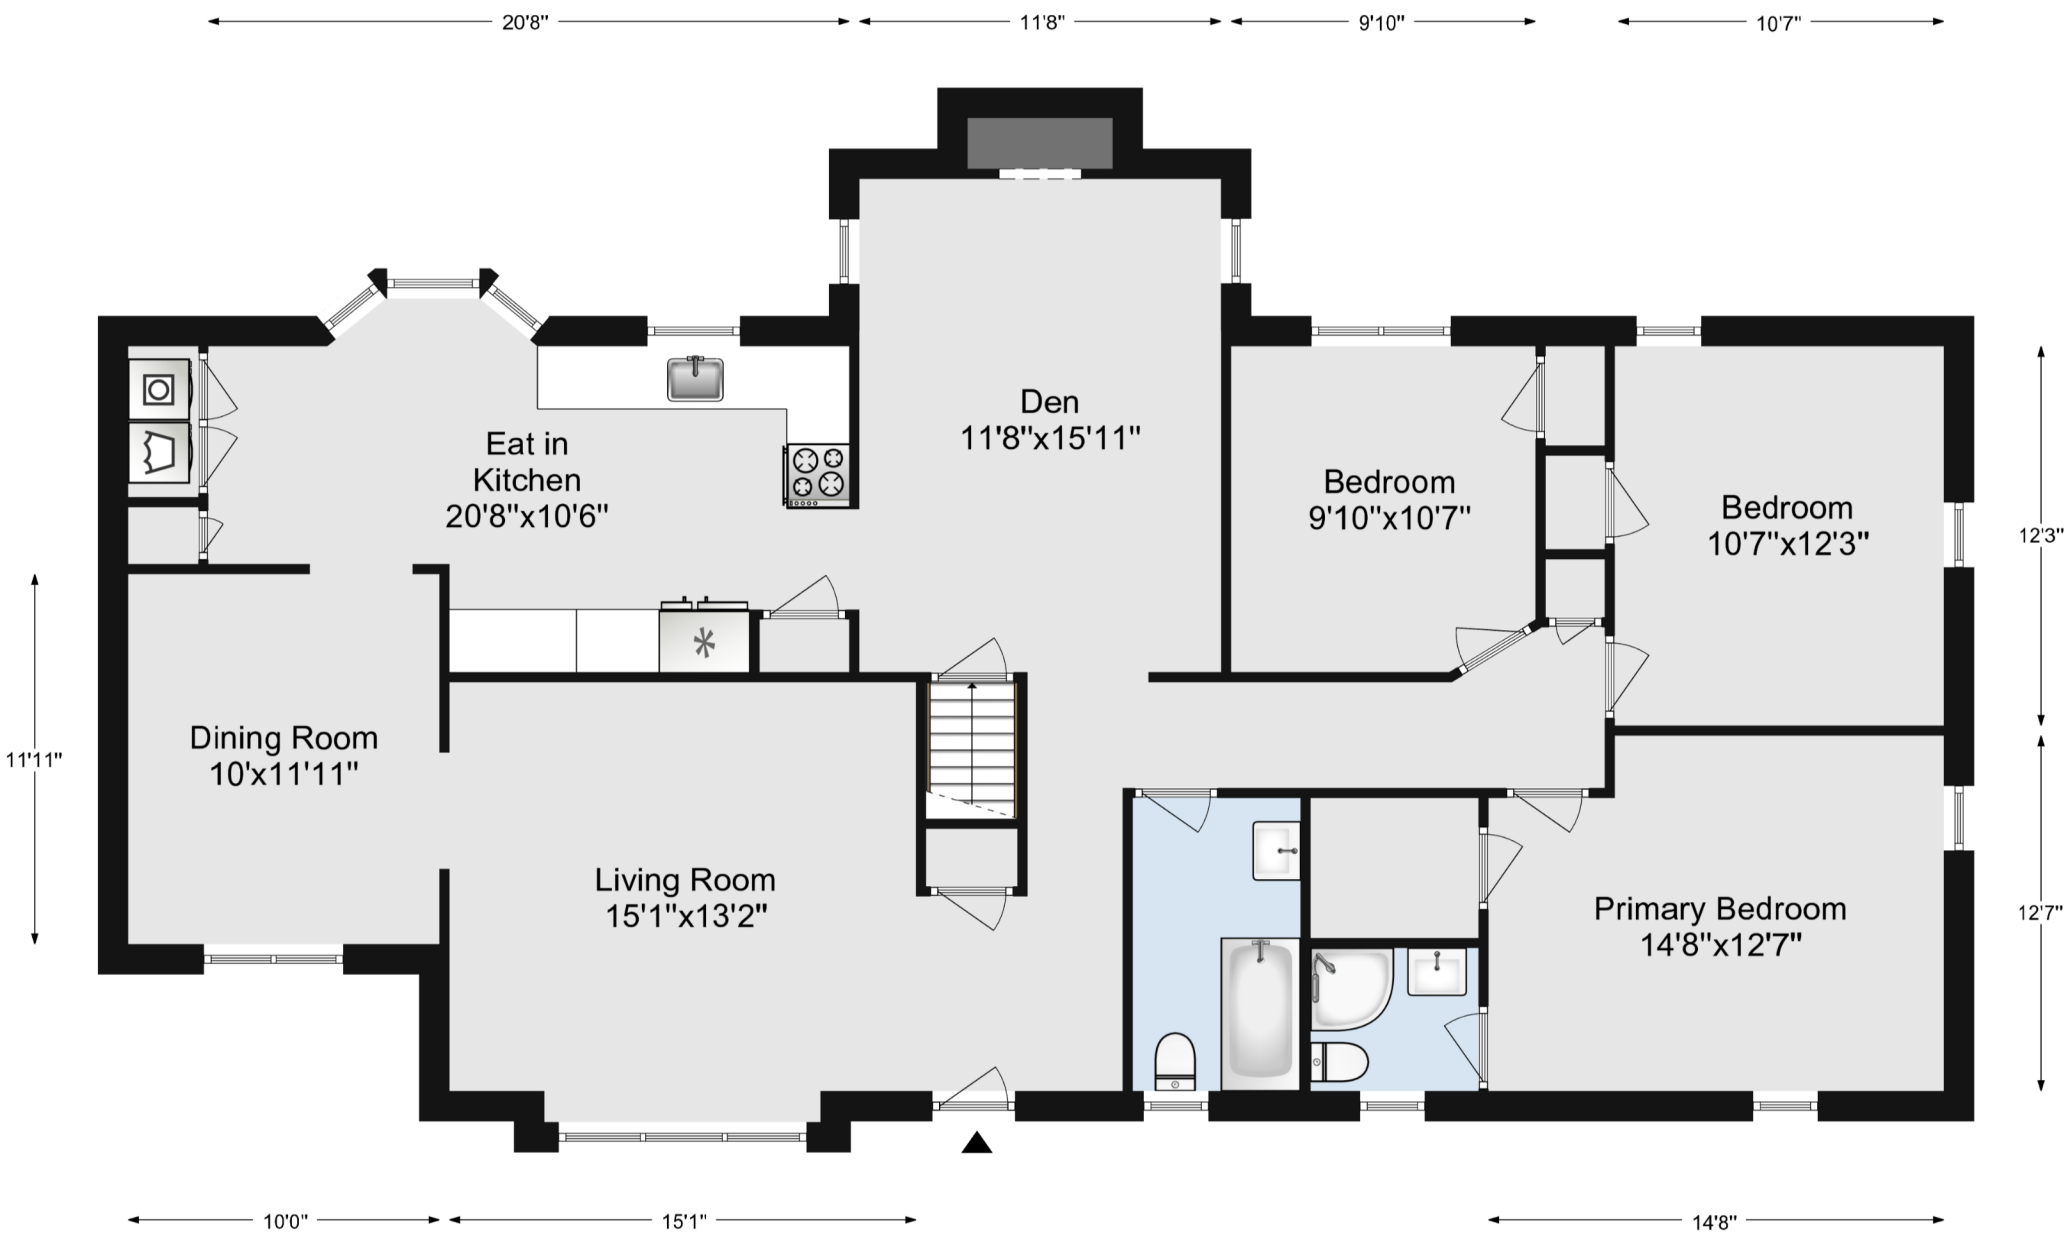 20'8"
11'8"
9'10"
10'7"
Den
11'8"x15'11"
Eat in
Kitchen
20'8"x10'6"
Bedroom
9'10"x10'7"
Bedroom
10'7"x12'3"
12'3"
Dining Room
10'x11'11"
11'11"
Living Room
15'1"x13'2"
Primary Bedroom
14'8"x12'7"
12'7"
10'0"
15'1"
14'8"